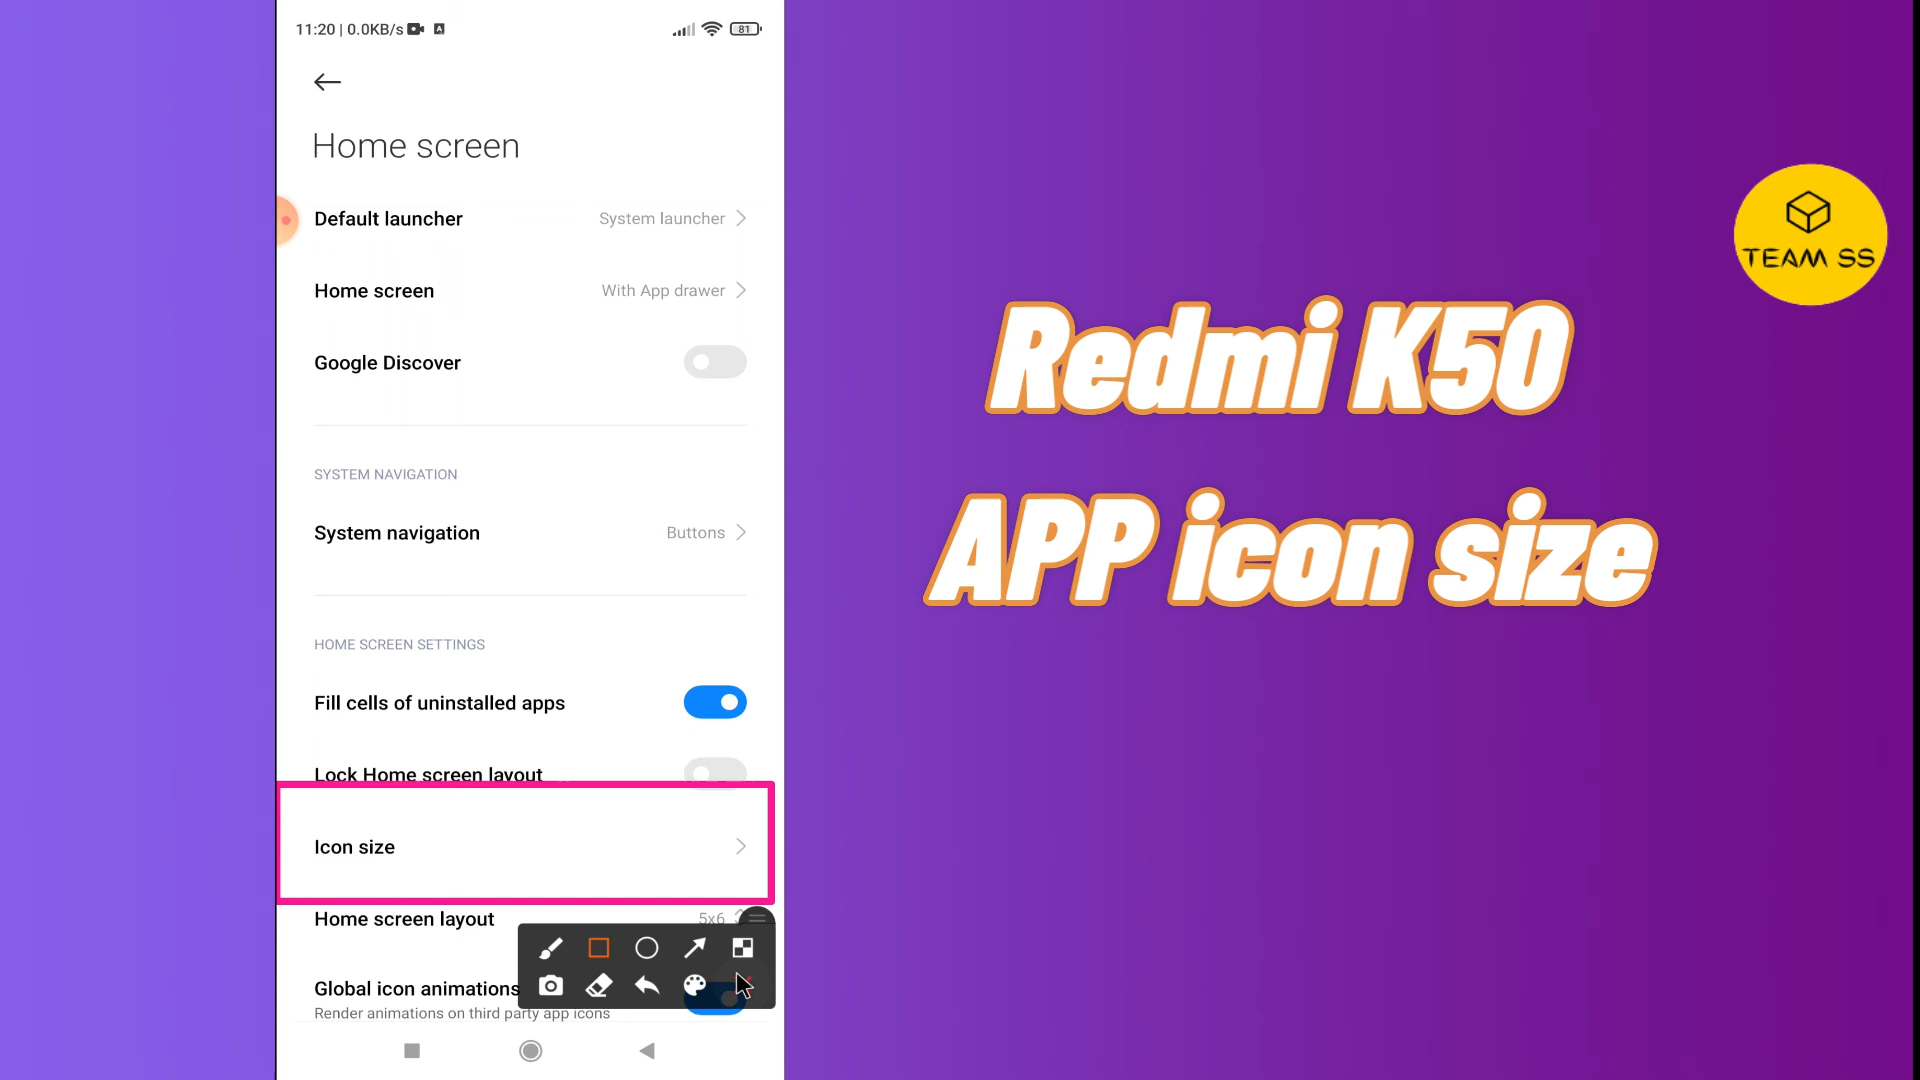 11:20 | 0.0KB/s A 81
Home screen
Default launcher System launcher
Home screen With App drawer
Google Discover
SYSTEM NAVIGATION
System navigation Buttons
HOME SCREEN SETTINGS
Fill cells of uninstalled apps
Lock Home screen layout
Icon size
Home screen layout 5x6
Global icon animations
Render animations on third party app icons
Redmi K50
APP icon size
TEAM SS